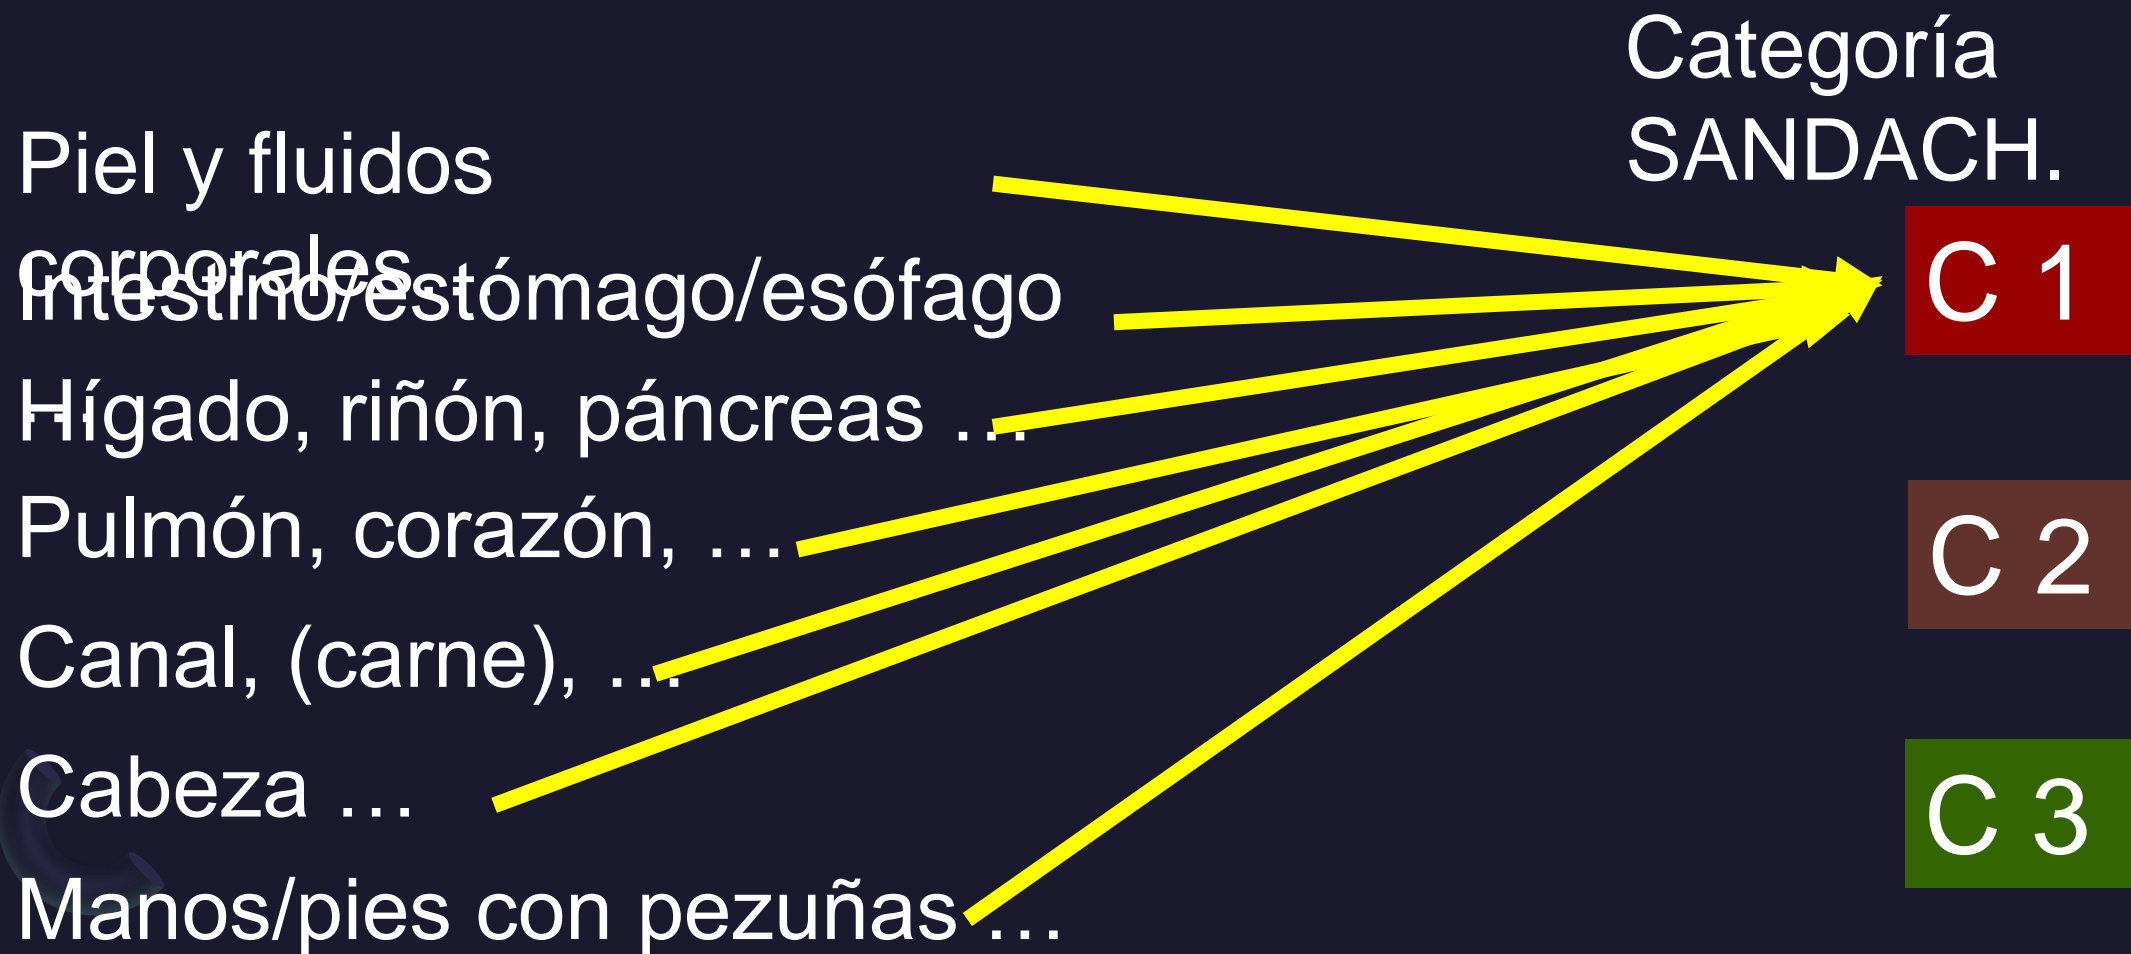 Categoría
SANDACH.
Piel y fluidos
corporales…
Intestino/estómago/esófago
…
Hígado, riñón, páncreas …
Pulmón, corazón, …
Canal, (carne), …
Cabeza …
Manos/pies con pezuñas …
C 1
C 2
C 3